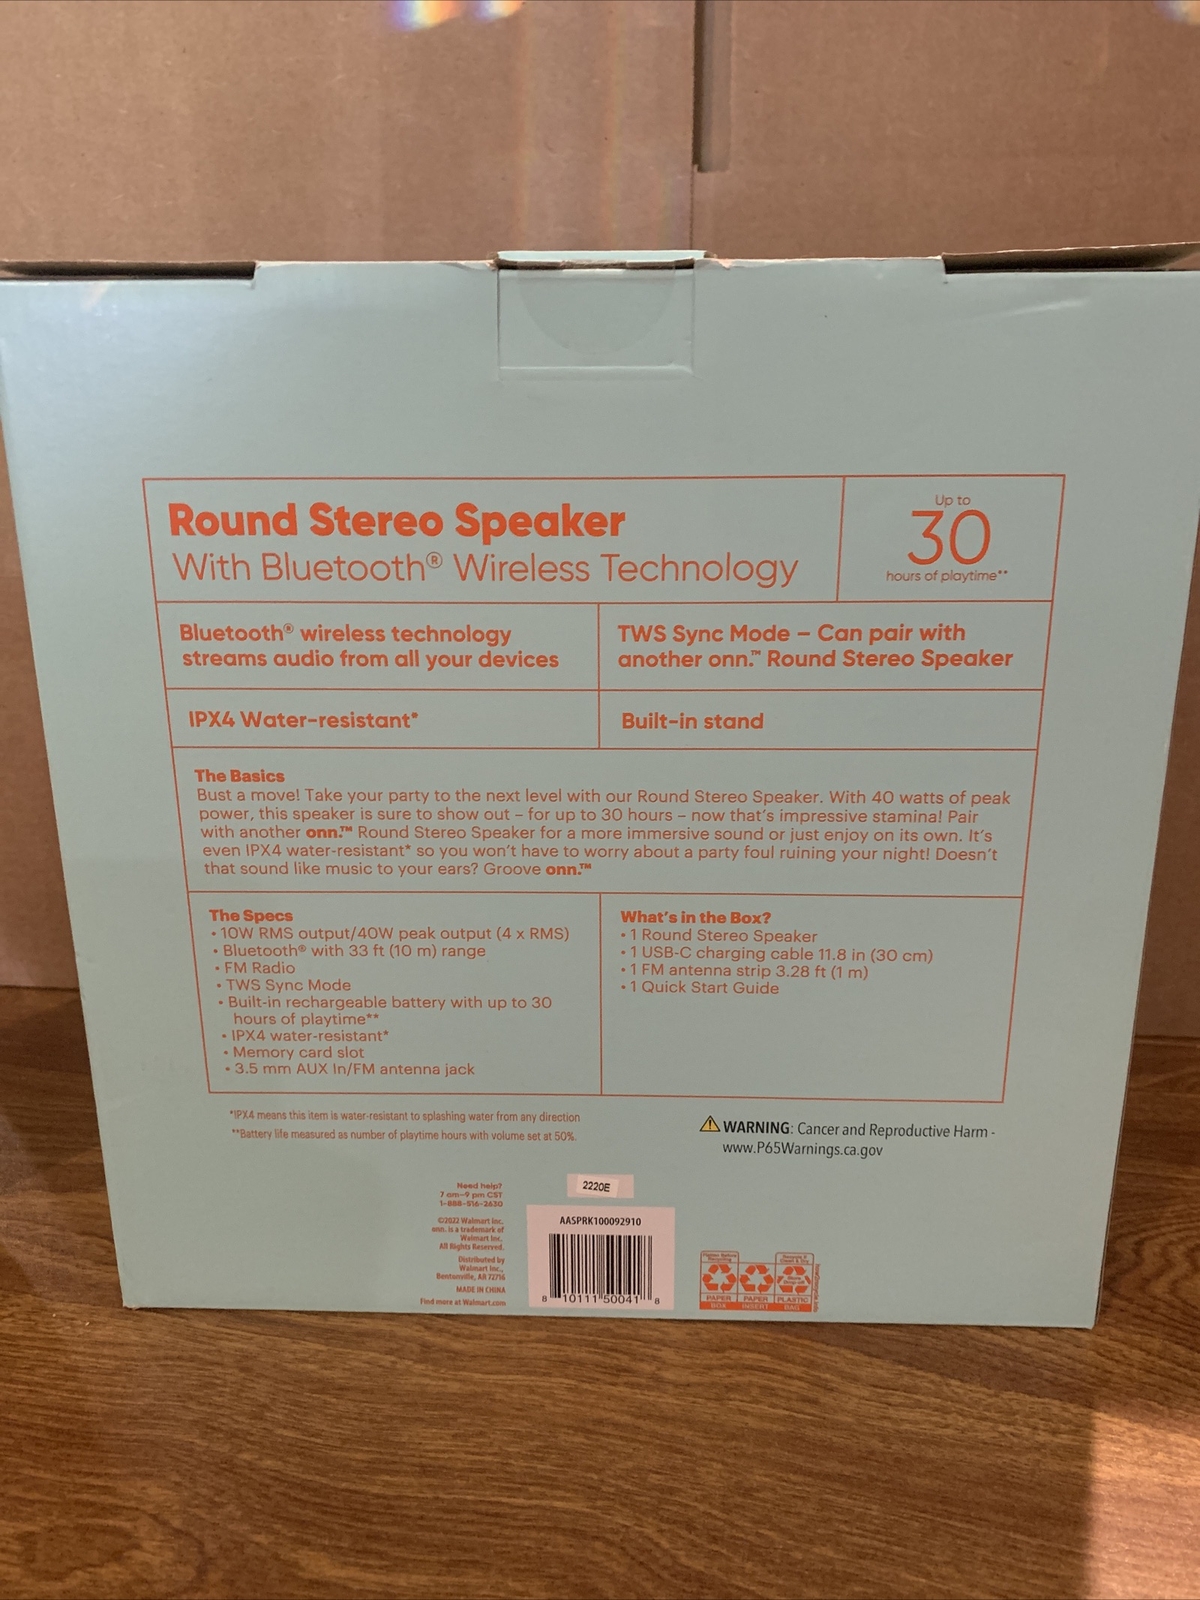 Round Stereo Speaker
With Bluetooth® Wireless Technology
Up to
30
hours of playtime**
Bluetooth® wireless technology
streams audio from all your devices
TWS Sync Mode – Can pair with
another onn.™ Round Stereo Speaker
IPX4 Water-resistant*
Built-in stand
The Basics
Bust a move! Take your party to the next level with our Round Stereo Speaker. With 40 watts of peak
power, this speaker is sure to show out – for up to 30 hours – now that's impressive stamina! Pair
with another onn.™ Round Stereo Speaker for a more immersive sound or just enjoy on its own. It's
even IPX4 water-resistant* so you won't have to worry about a party foul ruining your night! Doesn't
that sound like music to your ears? Groove onn.™
The Specs
• 10W RMS output/40W peak output (4 x RMS)
• Bluetooth® with 33 ft (10 m) range
• FM Radio
• TWS Sync Mode
• Built-in rechargeable battery with up to 30
hours of playtime**
• IPX4 water-resistant*
• Memory card slot
• 3.5 mm AUX In/FM antenna jack
What's in the Box?
• 1 Round Stereo Speaker
• 1 USB-C charging cable 11.8 in (30 cm)
• 1 FM antenna strip 3.28 ft (1 m)
• 1 Quick Start Guide
*IPX4 means this item is water-resistant to splashing water from any direction
**Battery life measured as number of playtime hours with volume set at 50%.
WARNING: Cancer and Reproductive Harm -
www.P65Warnings.ca.gov
Need help?
7 am–9 pm CST
1-888-516-2630
©2022 Walmart Inc.
onn. is a trademark of
Walmart Inc.
All Rights Reserved.
Distributed by
Walmart Inc.,
Bentonville, AR 72716
MADE IN CHINA
Find more at Walmart.com
2220E
AASPRK100092910
8 10111 50041 8
PAPER PAPER PLASTIC
BOX INSERT BAG